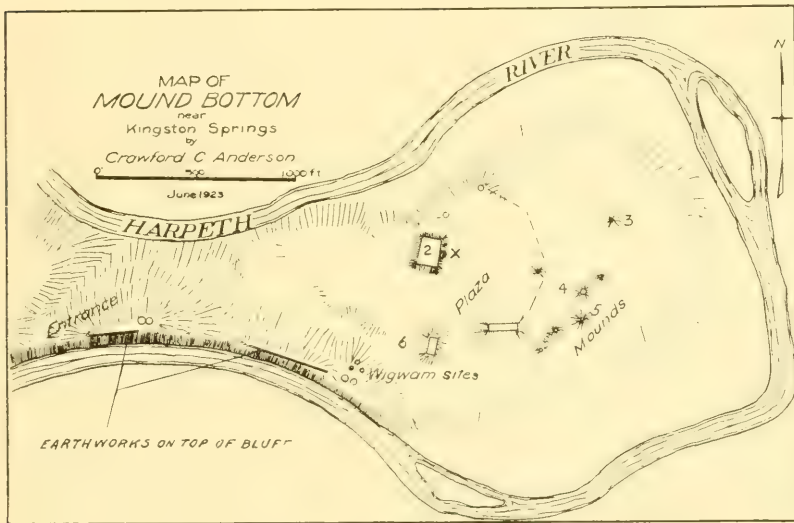 MAP OF
MOUND BOTTOM
near
Kingston Springs
by
Crawford C Anderson
0 500 1000 ft
June 1923
N
RIVER
HARPETH
Entrance
2
X
3
4
5
6
Plaza
Mounds
Wigwam Sites
EARTHWORKS ON TOP OF BLUFF